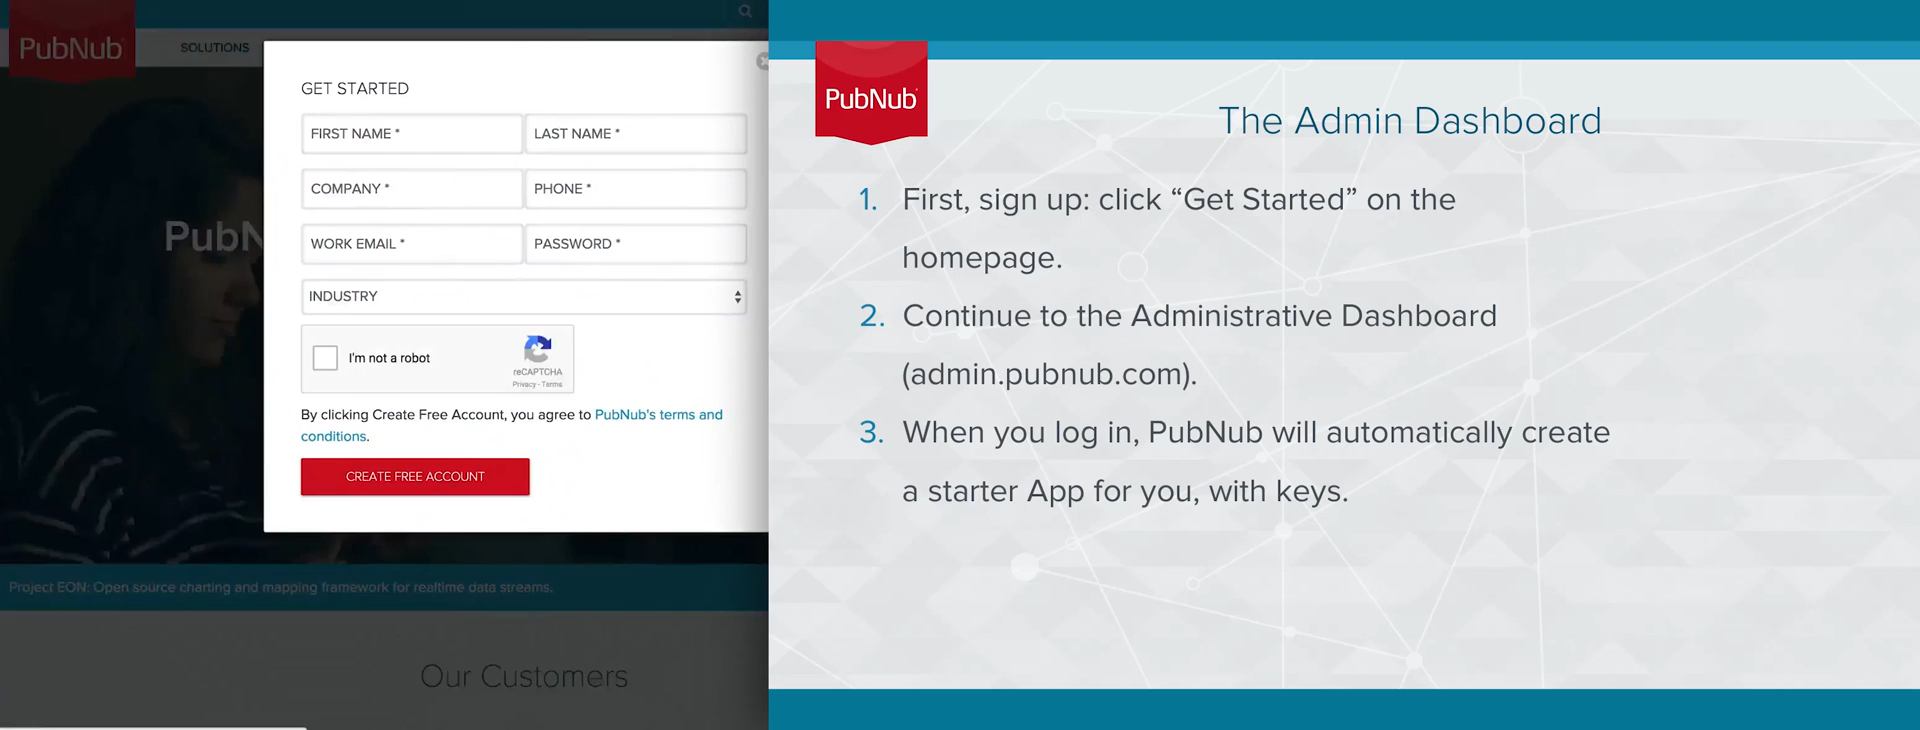 PubNub
SOLUTIONS
PubN
GET STARTED
FIRST NAME *
LAST NAME *
COMPANY *
PHONE *
WORK EMAIL *
PASSWORD *
INDUSTRY
I'm not a robot
reCAPTCHA
Privacy - Terms
By clicking Create Free Account, you agree to PubNub's terms and
conditions.
CREATE FREE ACCOUNT
Project EON: Open source charting and mapping framework for realtime data streams.
Our Customers
PubNub
The Admin Dashboard
1. First, sign up: click “Get Started” on the
homepage.
2. Continue to the Administrative Dashboard
(admin.pubnub.com).
3. When you log in, PubNub will automatically create
a starter App for you, with keys.